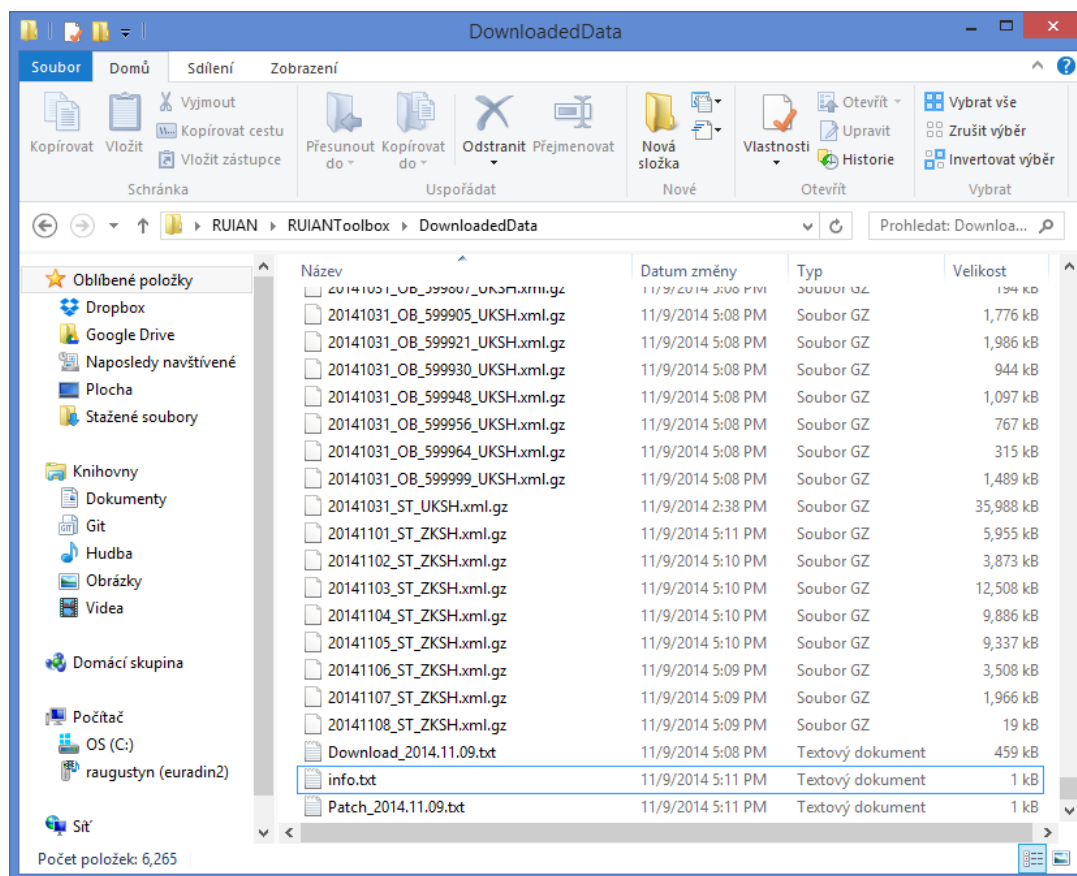 DownloadedData
Soubor Domů Sdílení Zobrazení
Kopírovat Vložit Vyjmout Kopírovat cestu Vložit zástupce
Přesunout do Kopírovat do Odstranit Přejmenovat
Nová složka
Vlastnosti Otevřít Upravit Historie
Vybrat vše Zrušit výběr Invertovat výběr
Schránka Uspořádat Nové Otevřít Vybrat
RUIAN RUIANToolbox DownloadedData Prohledat: Downloa...
Oblíbené položky
Dropbox
Google Drive
Naposledy navštívené
Plocha
Stažené soubory
Knihovny
Dokumenty
Git
Hudba
Obrázky
Videa
Domácí skupina
Počítač
OS (C:)
raugustyn (euradin2)
Síť
Název Datum změny Typ Velikost
20141031_OB_599867_UKSH.xml.gz 11/9/2014 5:08 PM Soubor GZ 194 kB
20141031_OB_599905_UKSH.xml.gz 11/9/2014 5:08 PM Soubor GZ 1,776 kB
20141031_OB_599921_UKSH.xml.gz 11/9/2014 5:08 PM Soubor GZ 1,986 kB
20141031_OB_599930_UKSH.xml.gz 11/9/2014 5:08 PM Soubor GZ 944 kB
20141031_OB_599948_UKSH.xml.gz 11/9/2014 5:08 PM Soubor GZ 1,097 kB
20141031_OB_599956_UKSH.xml.gz 11/9/2014 5:08 PM Soubor GZ 767 kB
20141031_OB_599964_UKSH.xml.gz 11/9/2014 5:08 PM Soubor GZ 315 kB
20141031_OB_599999_UKSH.xml.gz 11/9/2014 5:08 PM Soubor GZ 1,489 kB
20141031_ST_UKSH.xml.gz 11/9/2014 2:38 PM Soubor GZ 35,988 kB
20141101_ST_ZKSH.xml.gz 11/9/2014 5:11 PM Soubor GZ 5,955 kB
20141102_ST_ZKSH.xml.gz 11/9/2014 5:10 PM Soubor GZ 3,873 kB
20141103_ST_ZKSH.xml.gz 11/9/2014 5:10 PM Soubor GZ 12,508 kB
20141104_ST_ZKSH.xml.gz 11/9/2014 5:10 PM Soubor GZ 9,886 kB
20141105_ST_ZKSH.xml.gz 11/9/2014 5:10 PM Soubor GZ 9,337 kB
20141106_ST_ZKSH.xml.gz 11/9/2014 5:09 PM Soubor GZ 3,508 kB
20141107_ST_ZKSH.xml.gz 11/9/2014 5:09 PM Soubor GZ 1,966 kB
20141108_ST_ZKSH.xml.gz 11/9/2014 5:09 PM Soubor GZ 19 kB
Download_2014.11.09.txt 11/9/2014 5:08 PM Textový dokument 459 kB
info.txt 11/9/2014 5:11 PM Textový dokument 1 kB
Patch_2014.11.09.txt 11/9/2014 5:11 PM Textový dokument 1 kB
Počet položek: 6,265